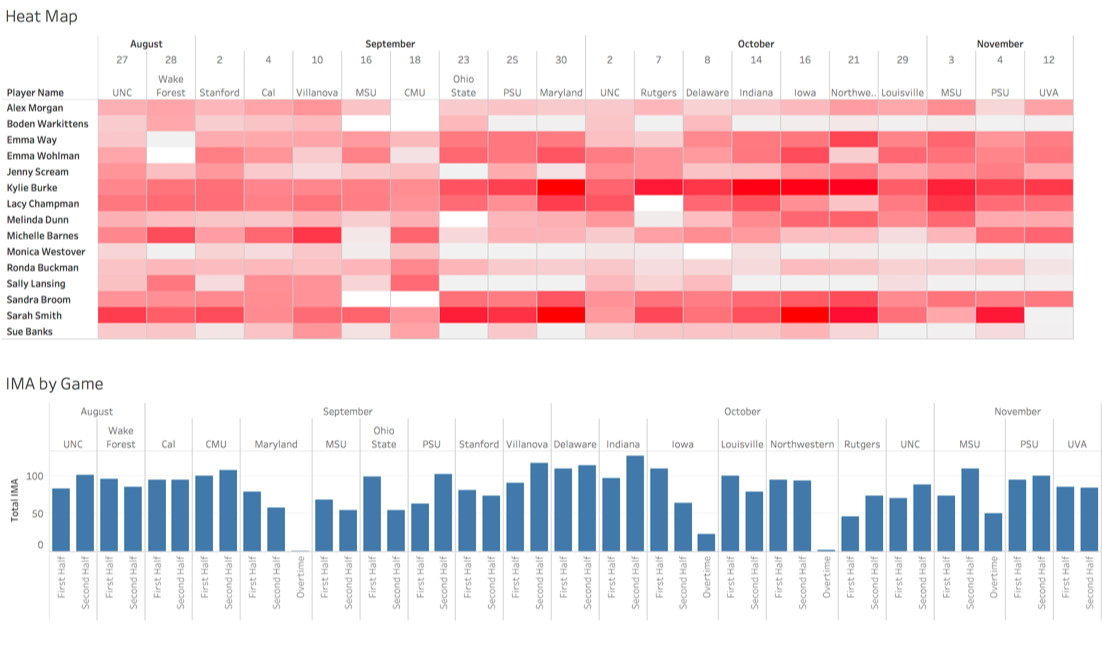 Heat Map
August September October November
27 28 2 4 10 16 18 23 25 30 2 7 8 14 16 21 29 3 4 12
Player Name UNC Wake Forest Stanford Cal Villanova MSU CMU Ohio State PSU Maryland UNC Rutgers Delaware Indiana Iowa Northwe.. Louisville MSU PSU UVA
Alex Morgan
Boden Warkittens
Emma Way
Emma Wohlman
Jenny Scream
Kylie Burke
Lacy Champman
Melinda Dunn
Michelle Barnes
Monica Westover
Ronda Buckman
Sally Lansing
Sandra Broom
Sarah Smith
Sue Banks
IMA by Game
August September October November
UNC Wake Forest Cal CMU Maryland MSU Ohio State PSU Stanford Villanova Delaware Indiana Iowa Louisville Northwestern Rutgers UNC MSU PSU UVA
Total IMA
100
50
0
First Half Second Half First Half Second Half First Half Second Half First Half Second Half First Half Second Half Overtime First Half Second Half First Half Second Half First Half Second Half First Half Second Half First Half Second Half First Half Second Half First Half Second Half First Half Second Half Overtime First Half Second Half First Half Second Half Overtime First Half Second Half First Half Second Half First Half Second Half Overtime First Half Second Half First Half Second Half